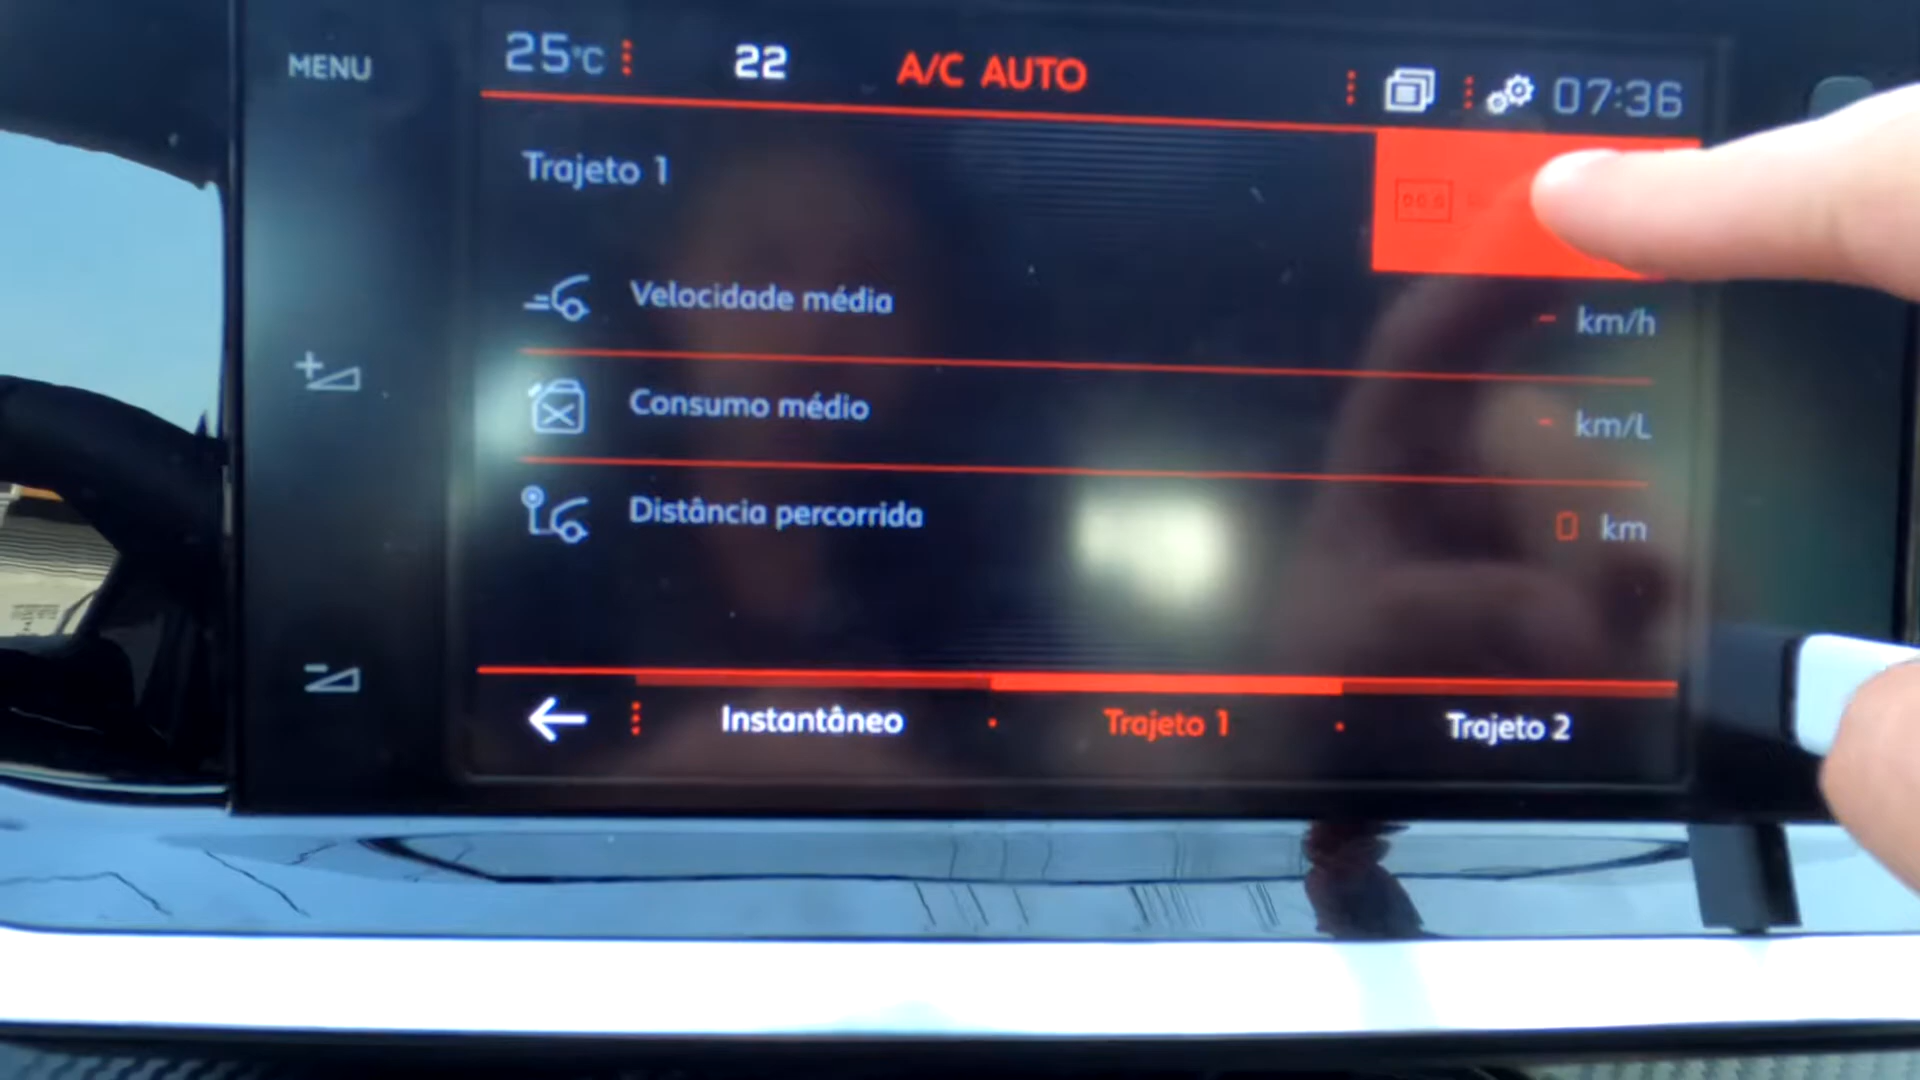 MENU
25°C 22 A/C AUTO 07:36
Trajeto 1
Velocidade média - km/h
Consumo médio - km/L
Distância percorrida 0 km
Instantâneo Trajeto 1 Trajeto 2